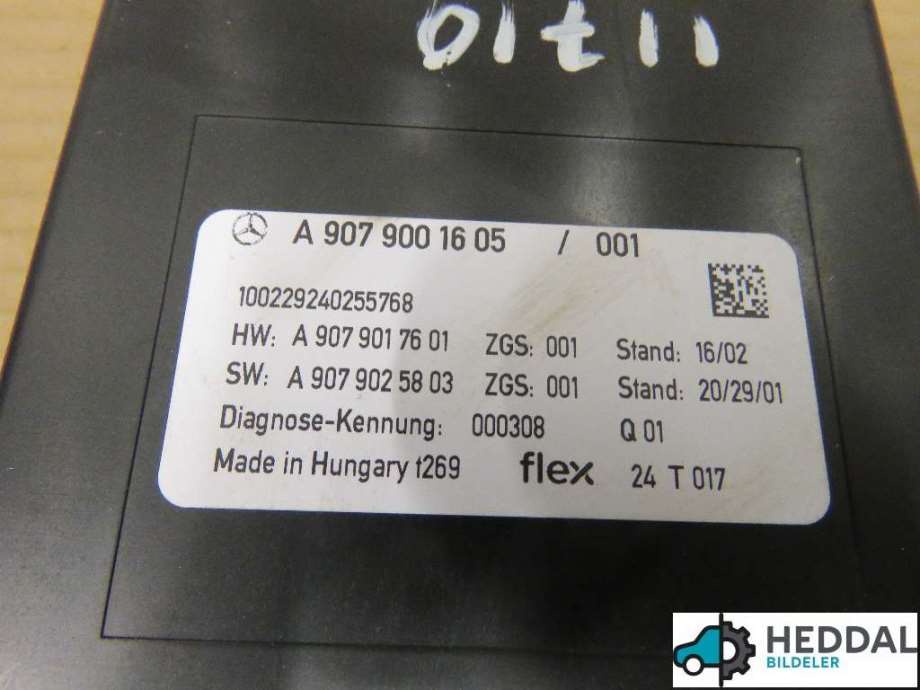 11710
A 907 900 16 05 / 001
100229240255768
HW: A 907 901 76 01 ZGS: 001 Stand: 16/02
SW: A 907 902 58 03 ZGS: 001 Stand: 20/29/01
Diagnose-Kennung: 000308 Q 01
Made in Hungary t269 flex 24 T 017
HEDDAL
BILDELER